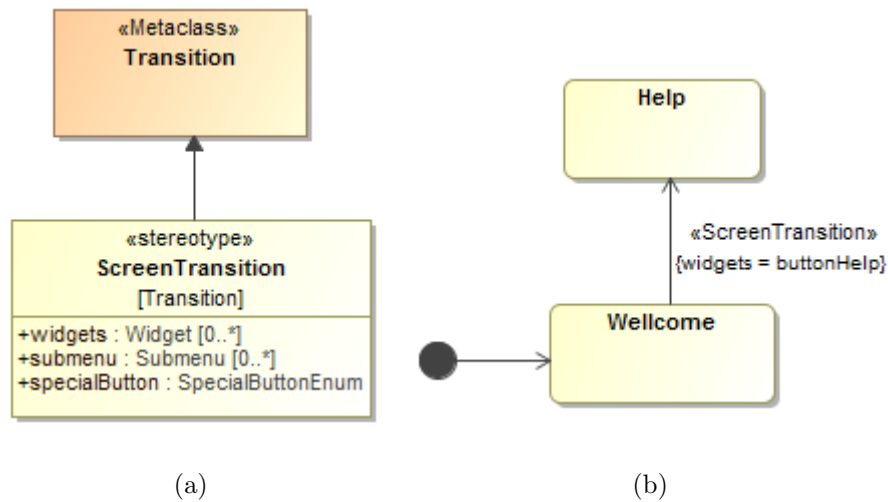 «Metaclass»
Transition
«stereotype»
ScreenTransition
[Transition]
+widgets : Widget [0..*]
+submenu : Submenu [0..*]
+specialButton : SpecialButtonEnum
(a)
Help
«ScreenTransition»
{widgets = buttonHelp}
Wellcome
(b)